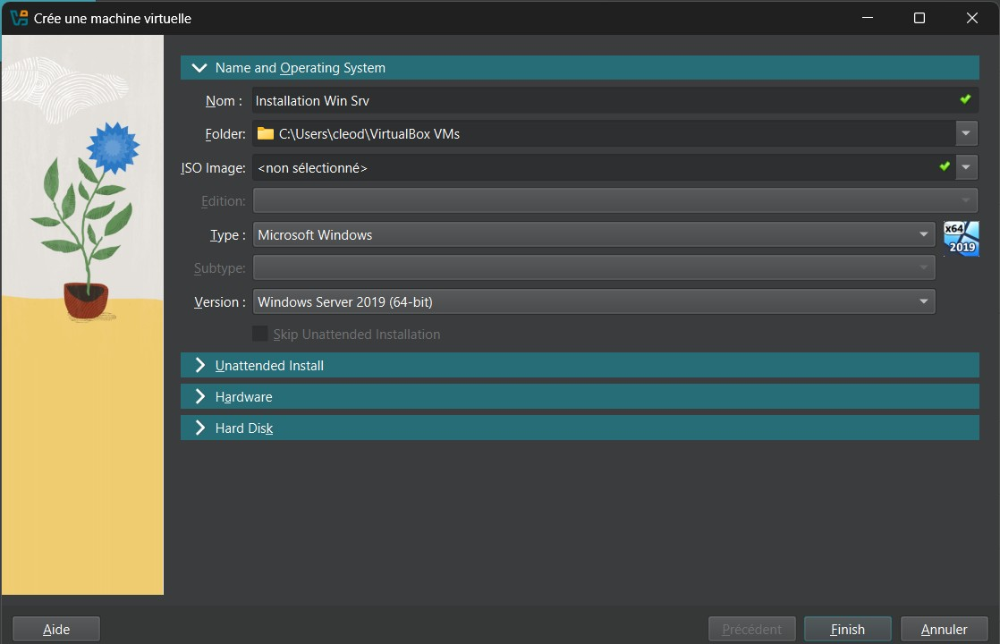 Crée une machine virtuelle
Name and Operating System
Nom : Installation Win Srv
Folder: C:\Users\cleod\VirtualBox VMs
ISO Image: <non sélectionné>
Edition:
Type : Microsoft Windows
x64
2019
Subtype:
Version : Windows Server 2019 (64-bit)
Skip Unattended Installation
Unattended Install
Hardware
Hard Disk
Aide Précédent Finish Annuler